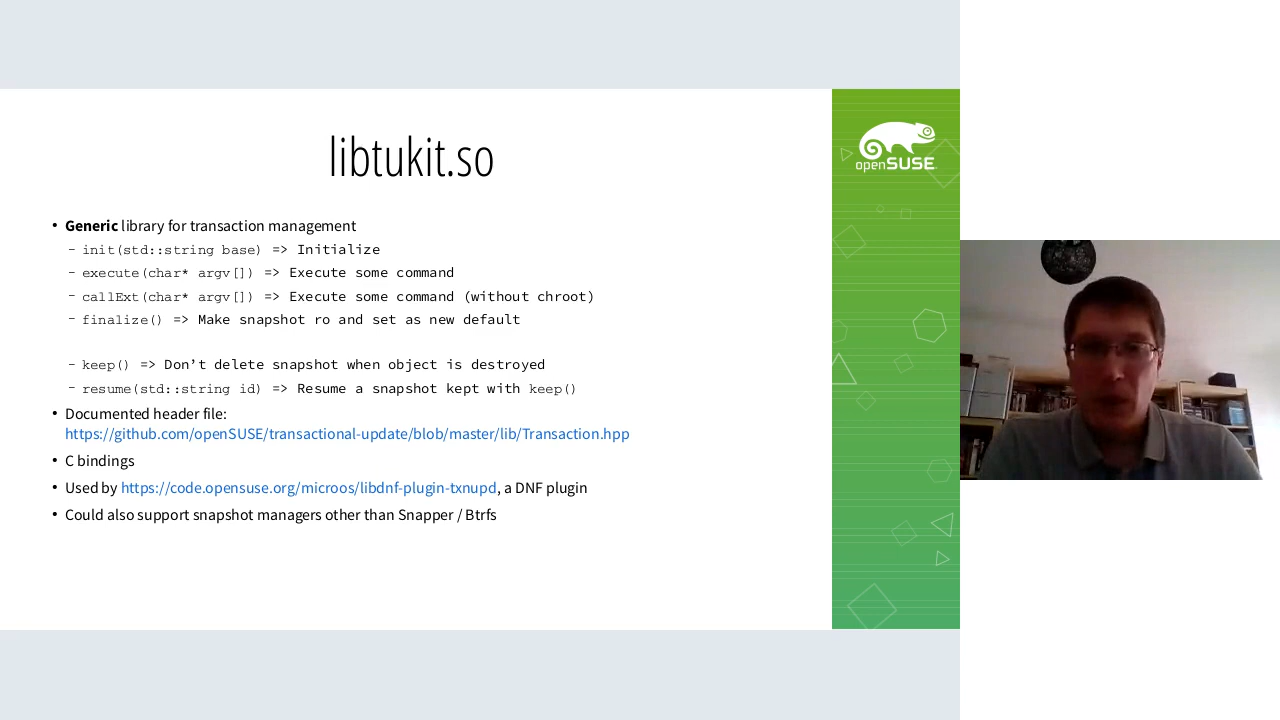 libtukit.so
openSUSE
• Generic library for transaction management
– init(std::string base) => Initialize
– execute(char* argv[]) => Execute some command
– callExt(char* argv[]) => Execute some command (without chroot)
– finalize() => Make snapshot ro and set as new default
– keep() => Don’t delete snapshot when object is destroyed
– resume(std::string id) => Resume a snapshot kept with keep()
• Documented header file:
https://github.com/openSUSE/transactional-update/blob/master/lib/Transaction.hpp
• C bindings
• Used by https://code.opensuse.org/microos/libdnf-plugin-txnupd, a DNF plugin
• Could also support snapshot managers other than Snapper / Btrfs